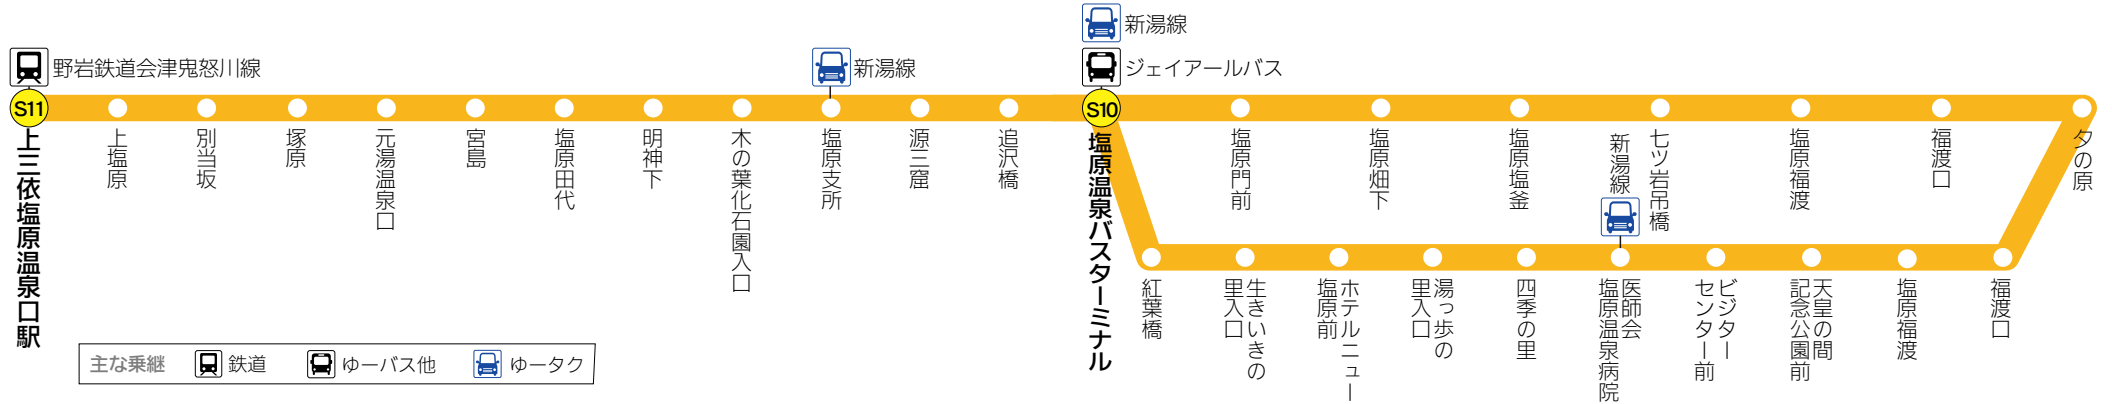 新湯線
野岩鉄道会津鬼怒川線
新湯線
ジェイアールバス
S11
S10
上三依塩原温泉口駅
上塩原
別当坂
塚原
元湯温泉口
宮島
塩原田代
明神下
木の葉化石園入口
塩原支所
源三窟
追沢橋
塩原温泉バスターミナル
塩原門前
塩原畑下
塩原塩釜
七ツ岩吊橋
塩原福渡
福渡口
夕の原
新湯線
紅葉橋
生きいきの
里入口
ホテルニュー
塩原前
湯っ歩の
里入口
四季の里
医師会
塩原温泉病院
ビジター
センター前
天皇の間
記念公園前
塩原福渡
福渡口
主な乗継
鉄道
ゆーバス他
ゆータク